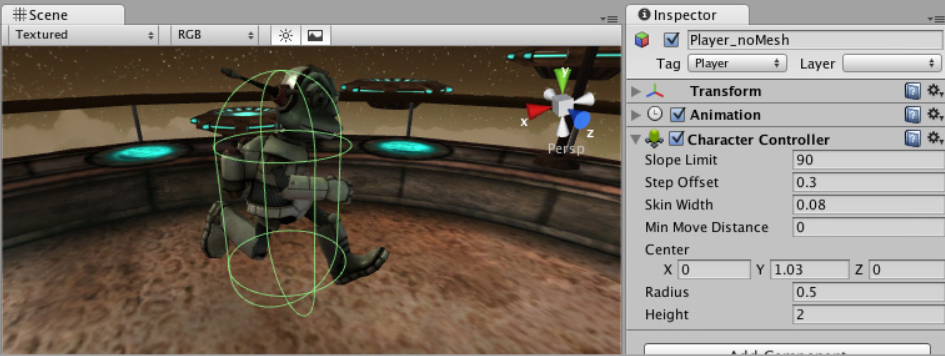 Scene
Textured RGB
y
x
z
Persp
Inspector
Player_noMesh
Tag Player Layer
Transform
Animation
Character Controller
Slope Limit 90
Step Offset 0.3
Skin Width 0.08
Min Move Distance 0
Center
X 0 Y 1.03 Z 0
Radius 0.5
Height 2
Add Component